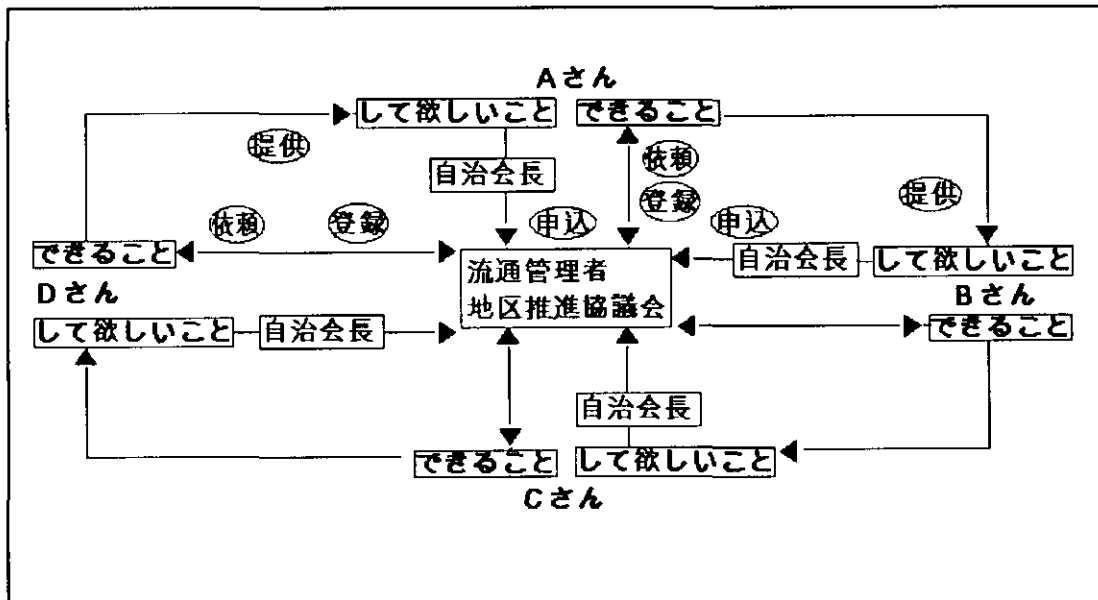 Aさん
して欲しいこと
できること
提供
自治会長
依頼
登録
提供
依頼
登録
申込
申込
できること
流通管理者
地区推進協議会
自治会長
して欲しいこと
Dさん
Bさん
して欲しいこと
自治会長
できること
自治会長
できること
して欲しいこと
Cさん